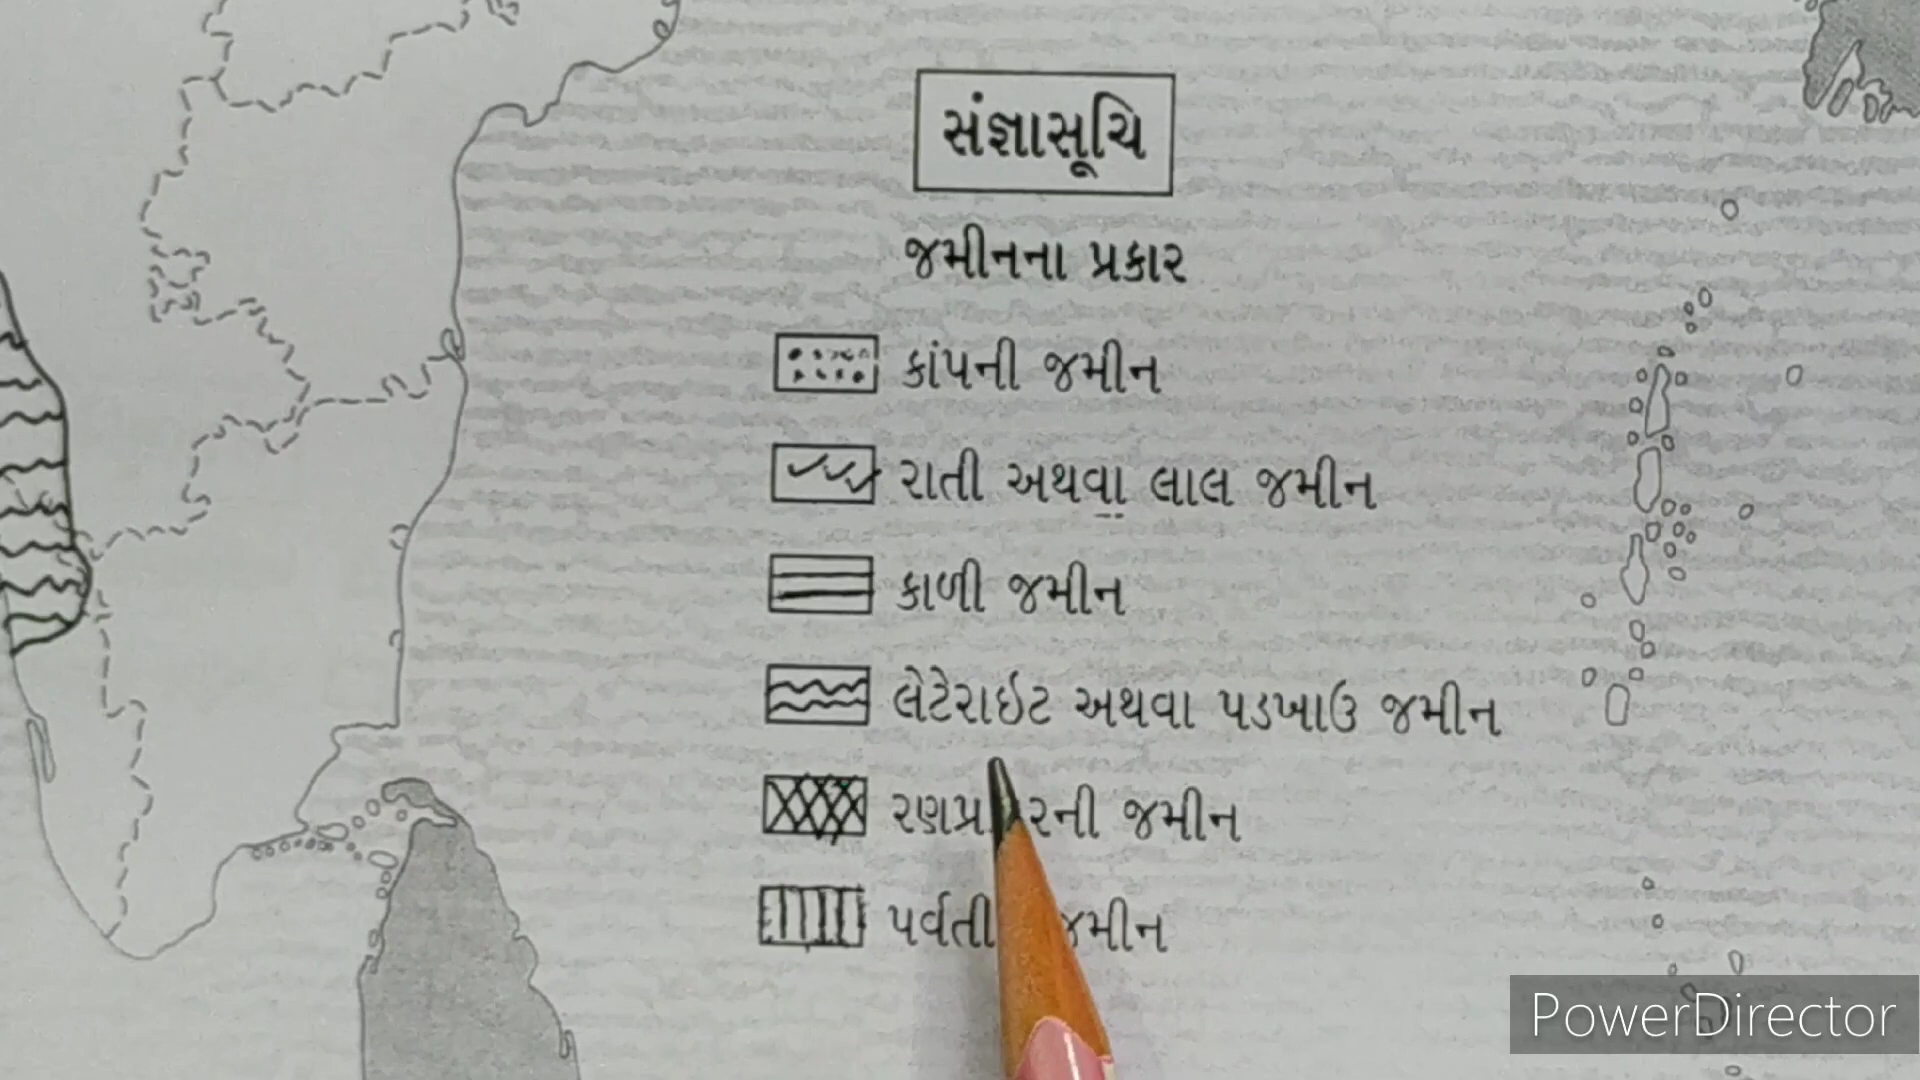 સંજ્ઞાસૂચિ
જમીનના પ્રકાર
કાંપની જમીન
રાતી અથવા લાલ જમીન
કાળી જમીન
લેટેરાઇટ અથવા પડખાઉ જમીન
જમીન
જમીન
PowerDirector